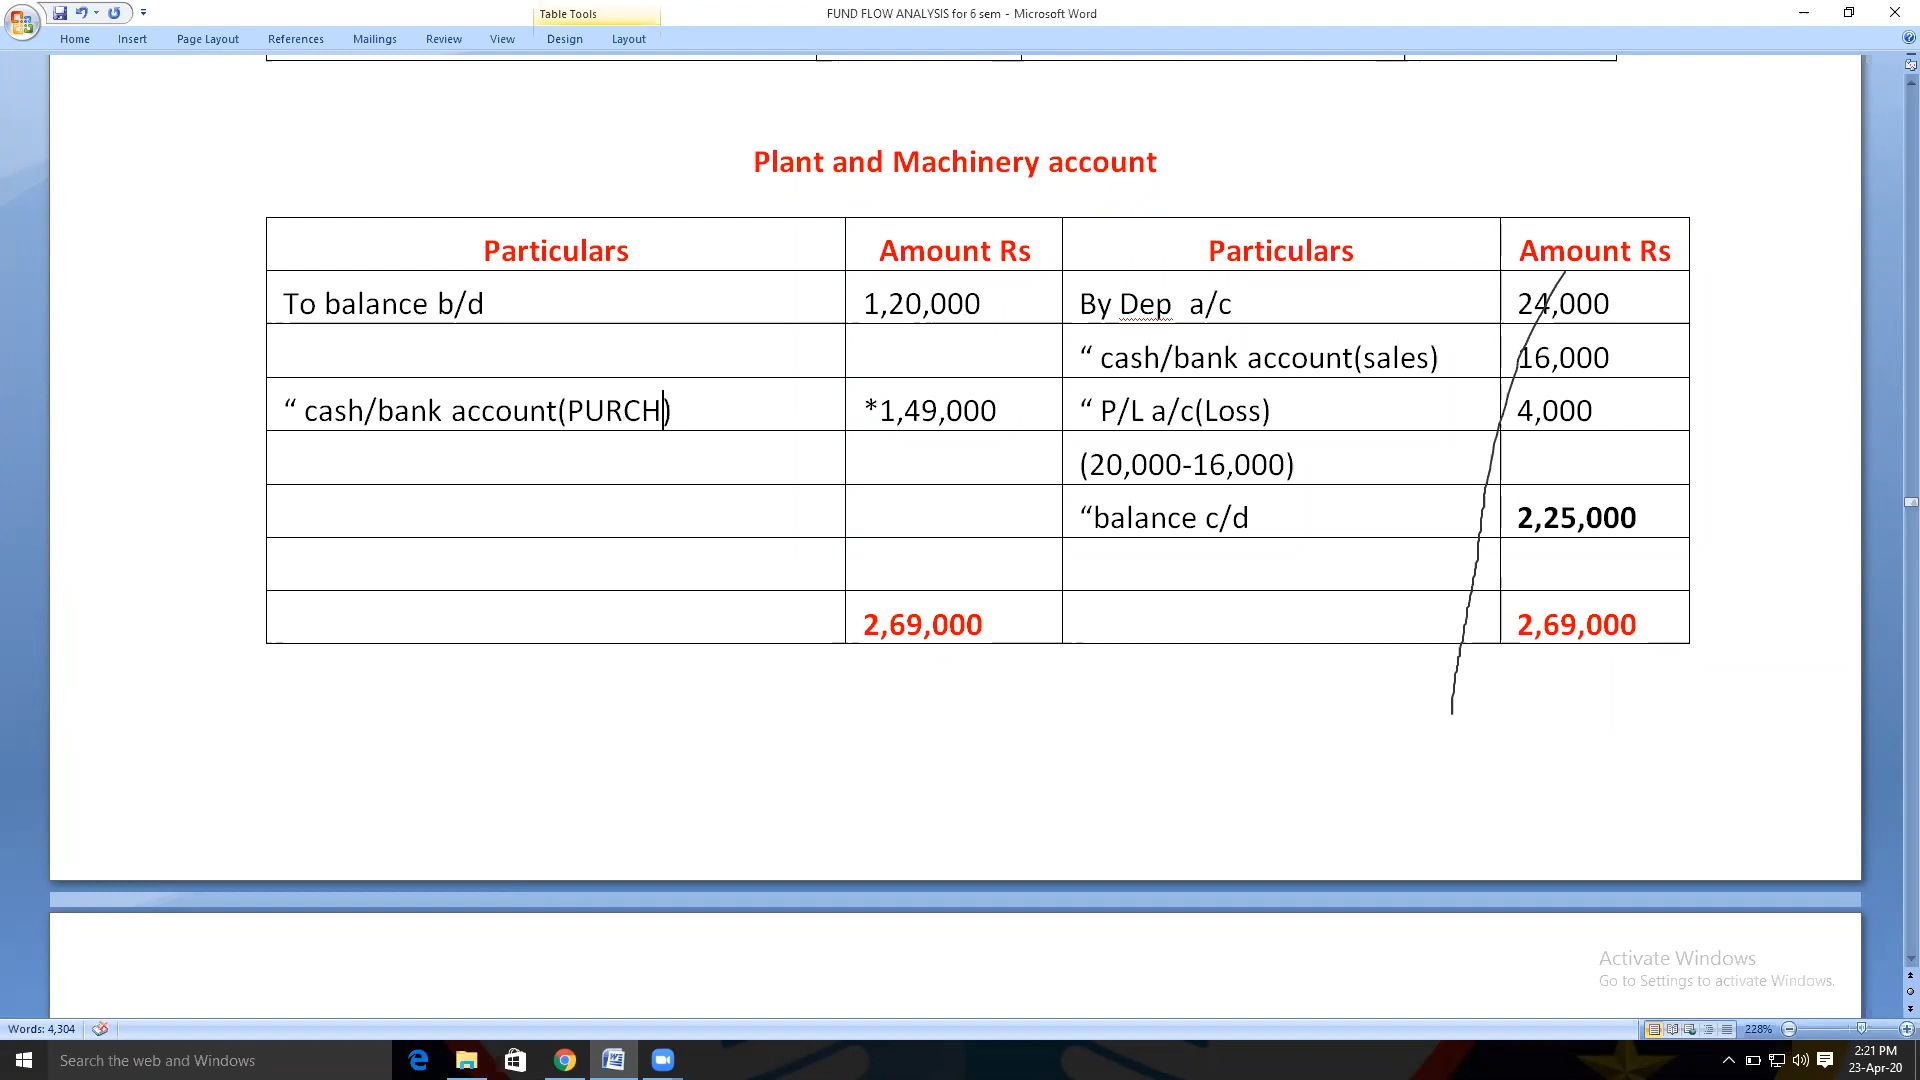 Table Tools
FUND FLOW ANALYSIS for 6 sem - Microsoft Word
Home Insert Page Layout References Mailings Review View Design Layout
Plant and Machinery account
Particulars Amount Rs Particulars Amount Rs
To balance b/d 1,20,000 By Dep a/c 24,000
“ cash/bank account(sales) 16,000
“ cash/bank account(PURCH) *1,49,000 “ P/L a/c(Loss) 4,000
(20,000-16,000)
“balance c/d 2,25,000
2,69,000 2,69,000
Activate Windows
Go to Settings to activate Windows.
Words: 4,304 228%
Search the web and Windows
2:21 PM
23-Apr-20